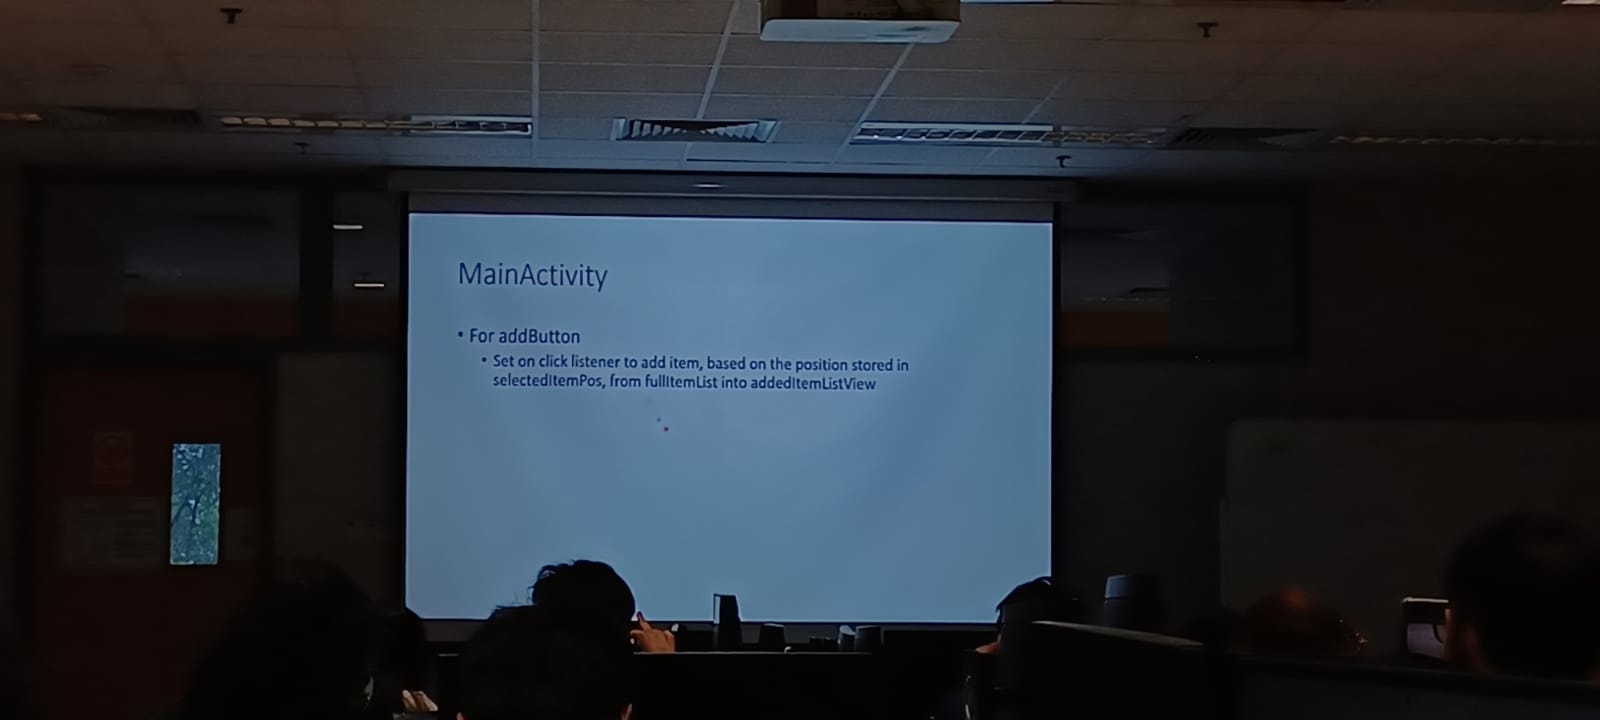 MainActivity
• For addButton
• Set on click listener to add item, based on the position stored in
selectedItemPos, from fullItemList into addedItemListView